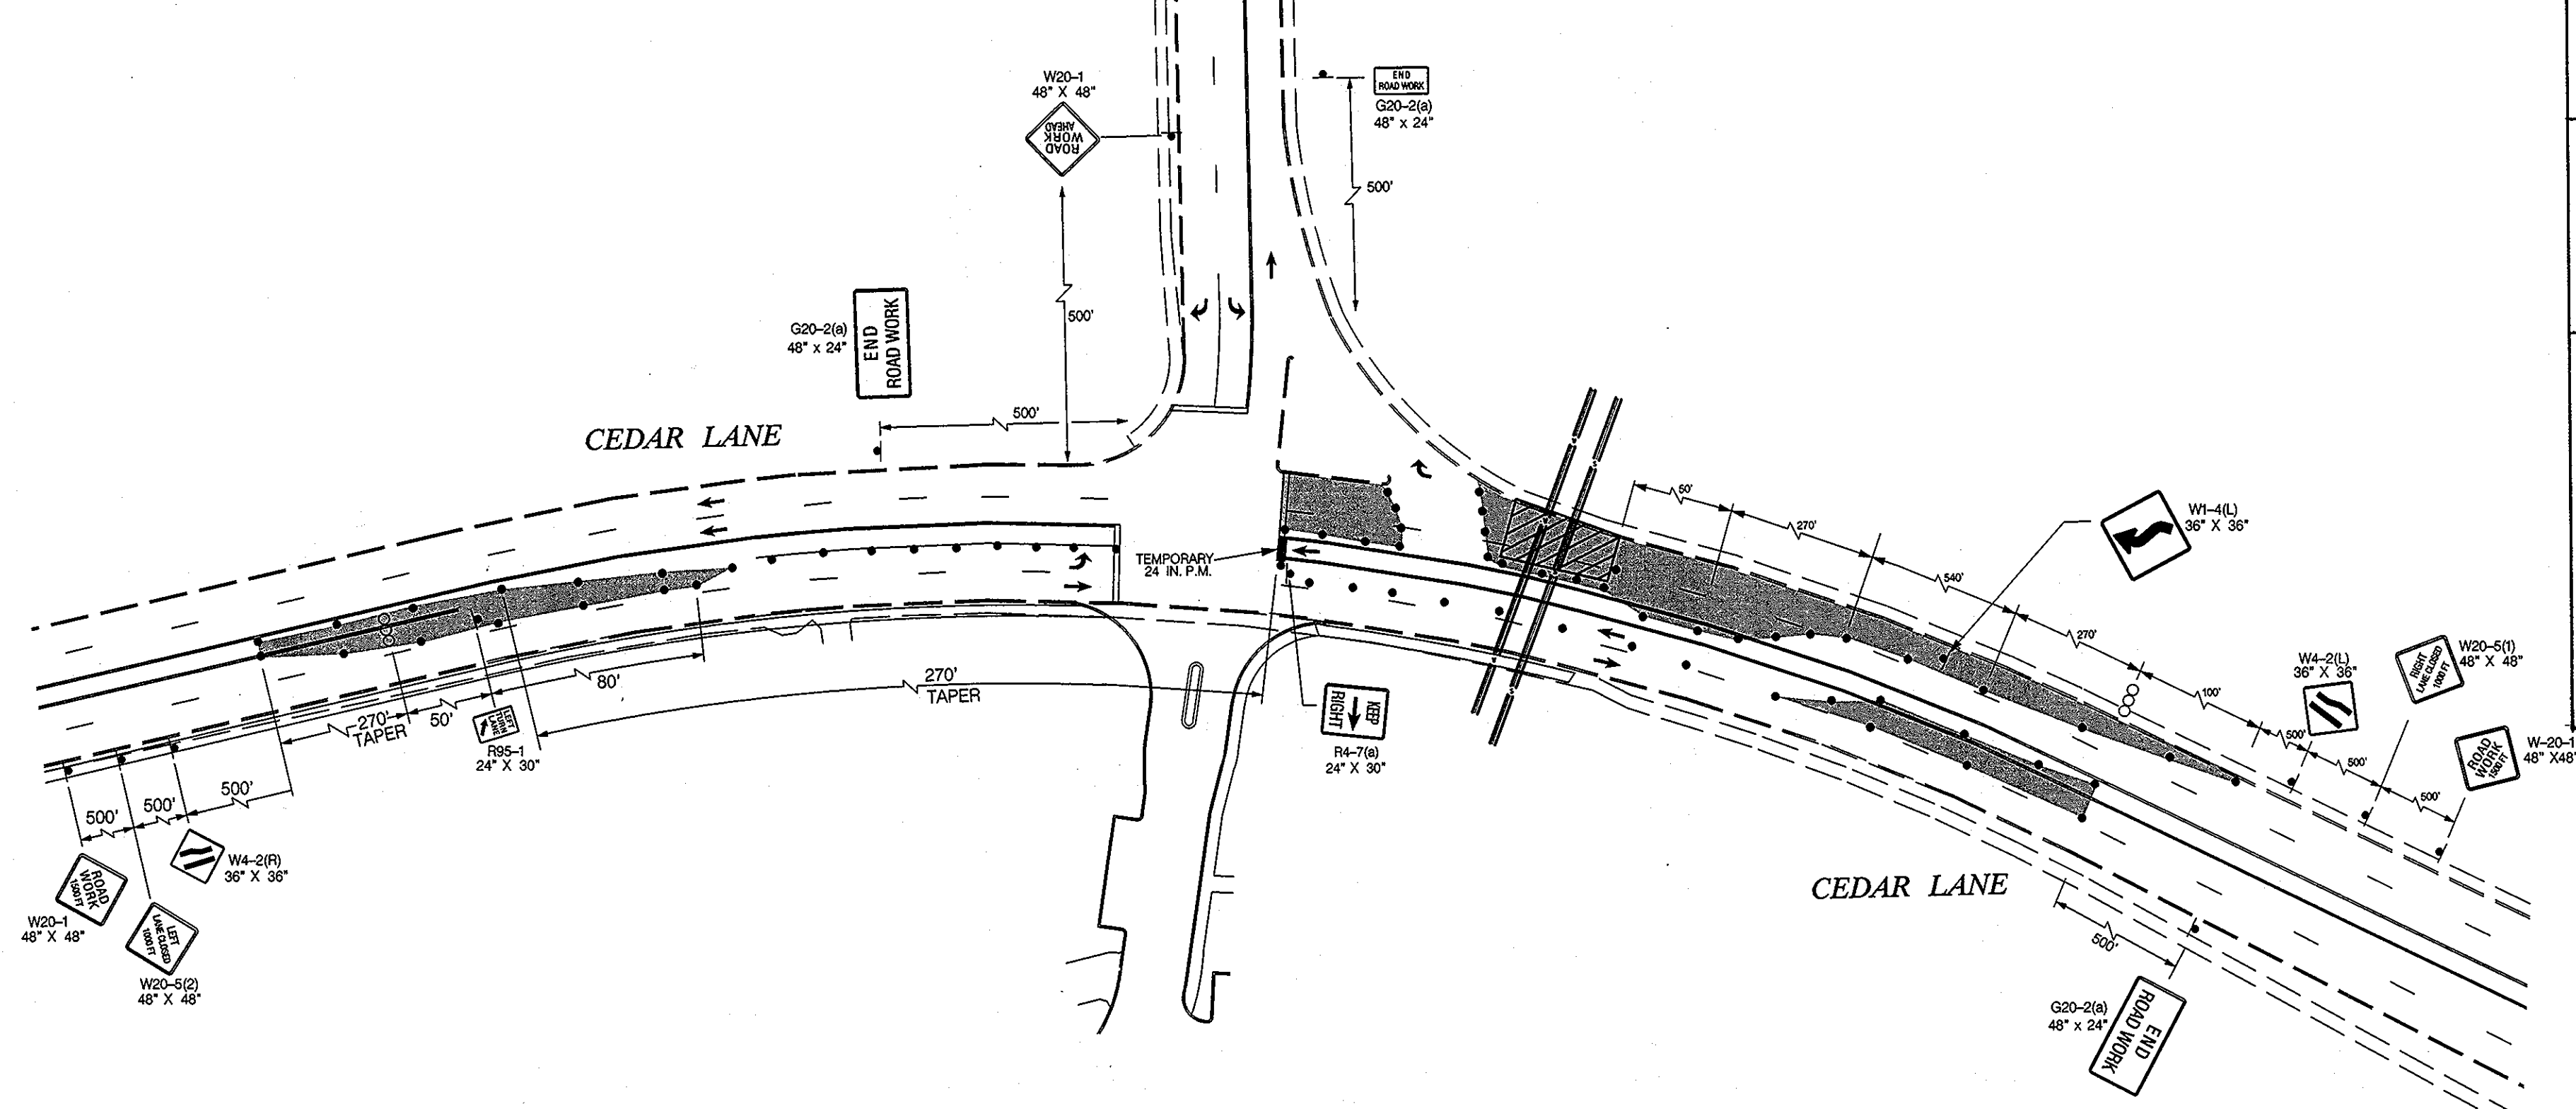 W20-1
48" X 48"
ROAD
WORK
AHEAD
END
ROAD WORK
G20-2(a)
48" x 24"
500'
500'
G20-2(a)
48" x 24"
END
ROAD WORK
500'
CEDAR LANE
TEMPORARY
24 IN. P.M.
50'
270'
540'
270'
100'
500'
500'
500'
W1-4(L)
36" X 36"
W4-2(L)
36" X 36"
RIGHT
LANE CLOSED
1000 FT
W20-5(1)
48" X 48"
ROAD
WORK
1500 FT
W-20-1
48" X48"
270'
TAPER
80'
50'
270'
TAPER
LEFT
TURN
LANE
R95-1
24" X 30"
KEEP
RIGHT
R4-7(a)
24" X 30"
500'
500'
500'
W4-2(R)
36" X 36"
ROAD
WORK
1500 FT
W20-1
48" X 48"
LEFT
LANE CLOSED
1000 FT
W20-5(2)
48" X 48"
CEDAR LANE
500'
G20-2(a)
48" x 24"
END
ROAD WORK